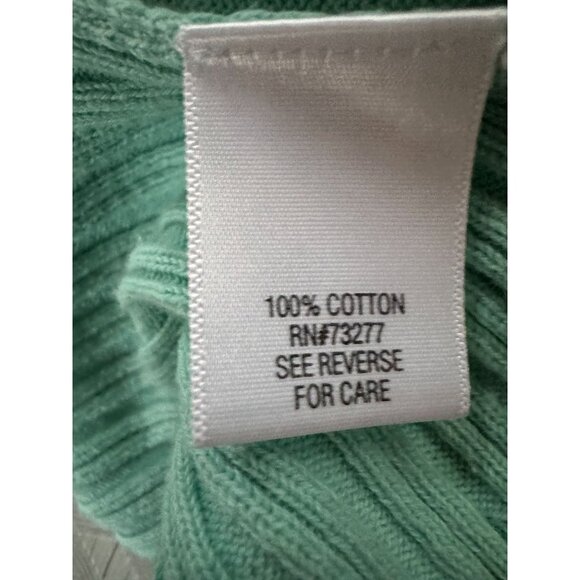 100% COTTON
RN#73277
SEE REVERSE
FOR CARE